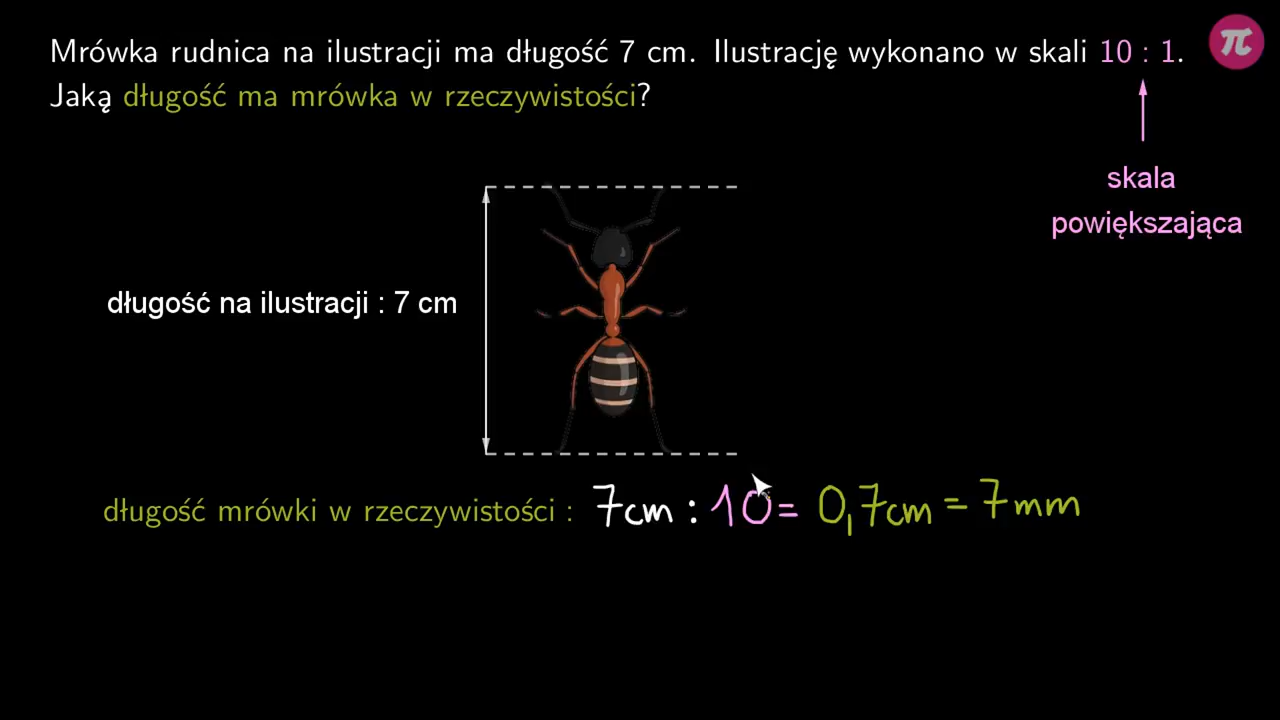 Mrówka rudnica na ilustracji ma długość 7 cm. Ilustrację wykonano w skali 10 : 1.
Jaką długość ma mrówka w rzeczywistości?
π
skala
powiększająca
długość na ilustracji : 7 cm
długość mrówki w rzeczywistości : 7cm : 10 = 0,7cm = 7mm